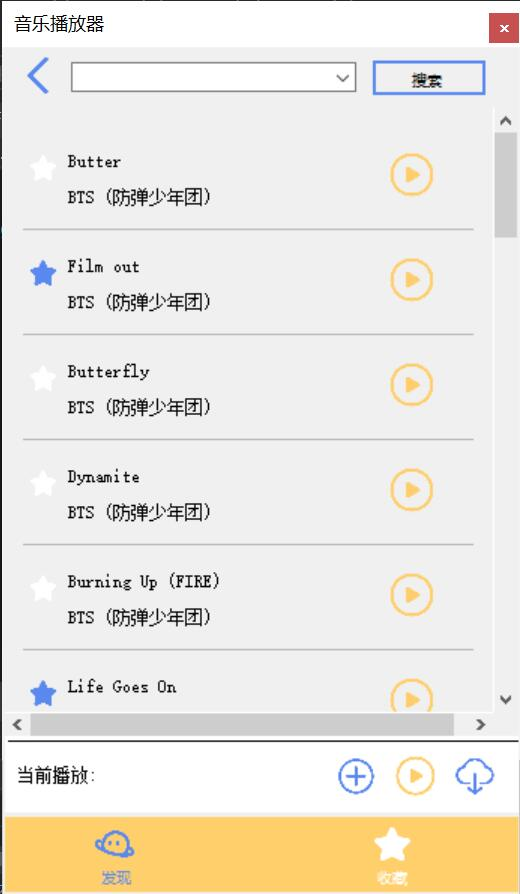 音乐播放器
搜索
Butter
BTS (防弹少年团)
Film out
BTS (防弹少年团)
Butterfly
BTS (防弹少年团)
Dynamite
BTS (防弹少年团)
Burning Up (FIRE)
BTS (防弹少年团)
Life Goes On
当前播放:
发现
收藏